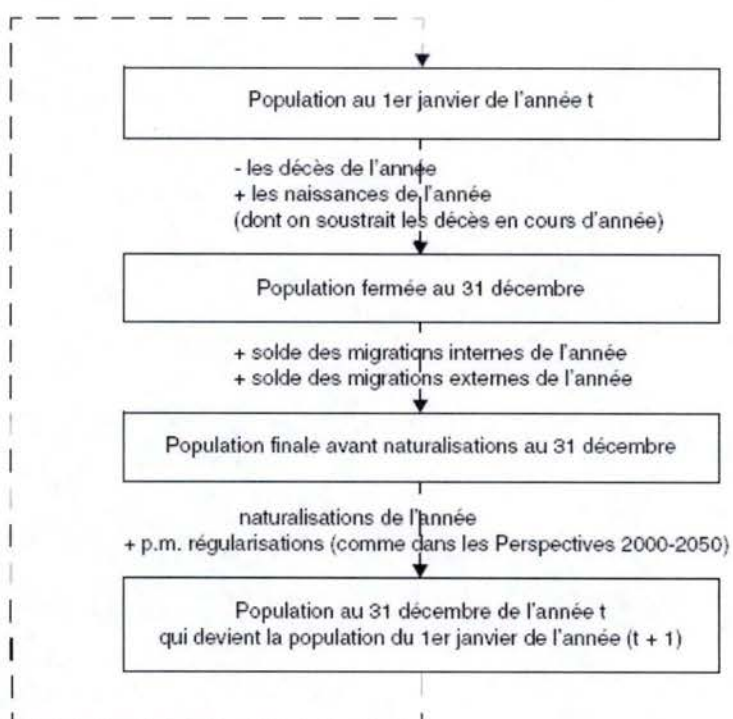 Population au 1er janvier de l'année t
- les décès de l'année
+ les naissances de l'année
(dont on soustrait les décès en cours d'année)
Population fermée au 31 décembre
+ solde des migrations internes de l'année
+ solde des migrations externes de l'année
Population finale avant naturalisations au 31 décembre
naturalisations de l'année
+ p.m. régularisations (comme dans les Perspectives 2000-2050)
Population au 31 décembre de l'année t
qui devient la population du 1er janvier de l'année (t + 1)